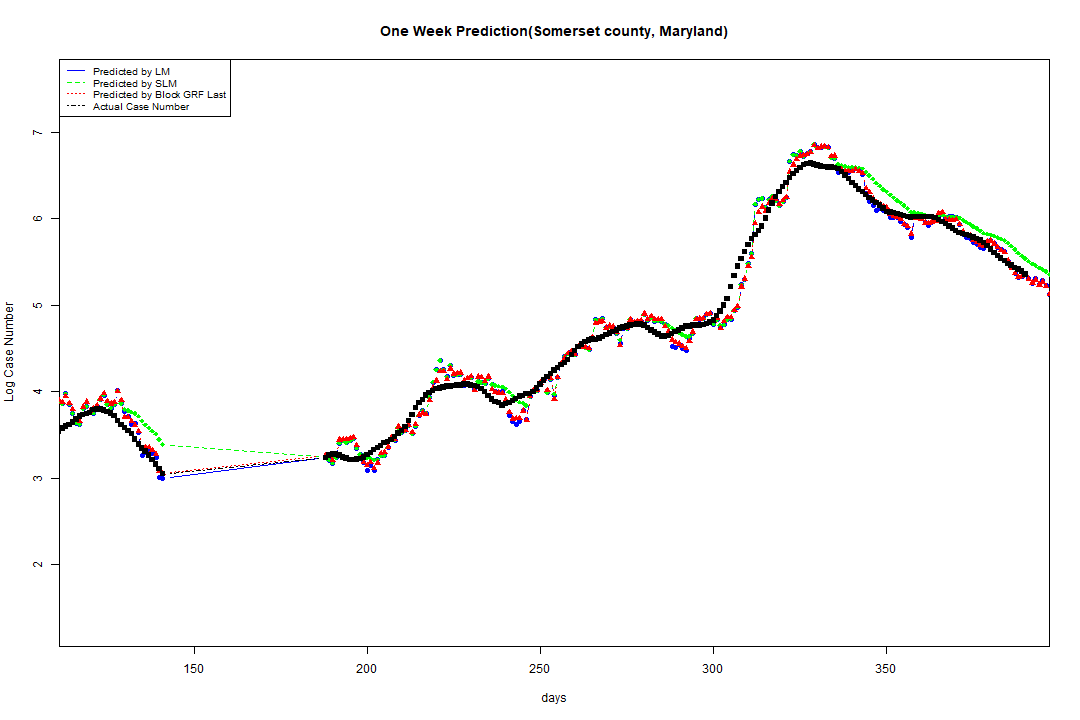 One Week Prediction(Somerset county, Maryland)
Predicted by LM
Predicted by SLM
Predicted by Block GRF Last
Actual Case Number
7
6
5
4
3
2
Log Case Number
150 200 250 300 350
days